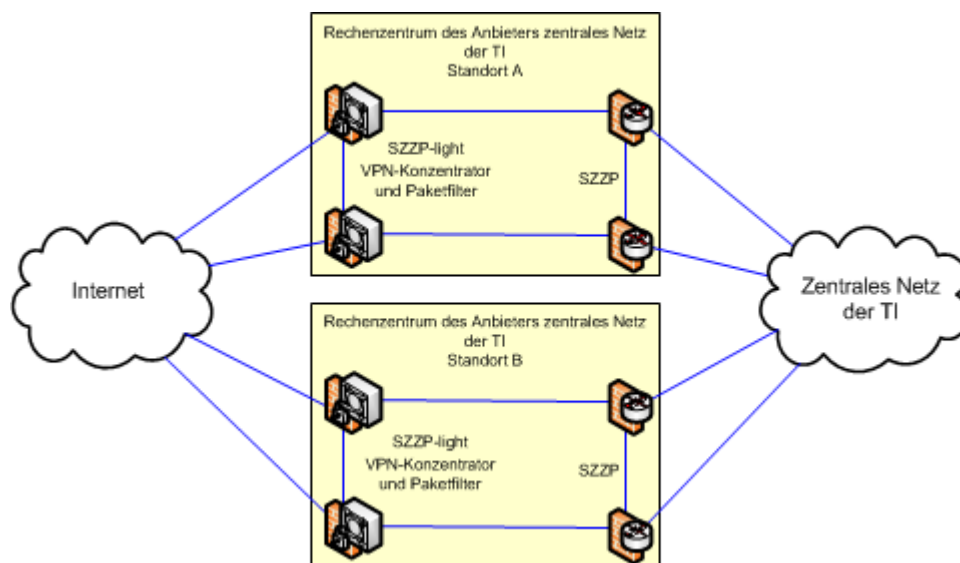 Rechenzentrum des Anbieters zentrales Netz
der TI
Standort A
SZZP-light
VPN-Konzentrator
und Paketfilter
SZZP
Internet
Zentrales Netz
der TI
Rechenzentrum des Anbieters zentrales Netz
der TI
Standort B
SZZP-light
VPN-Konzentrator
und Paketfilter
SZZP